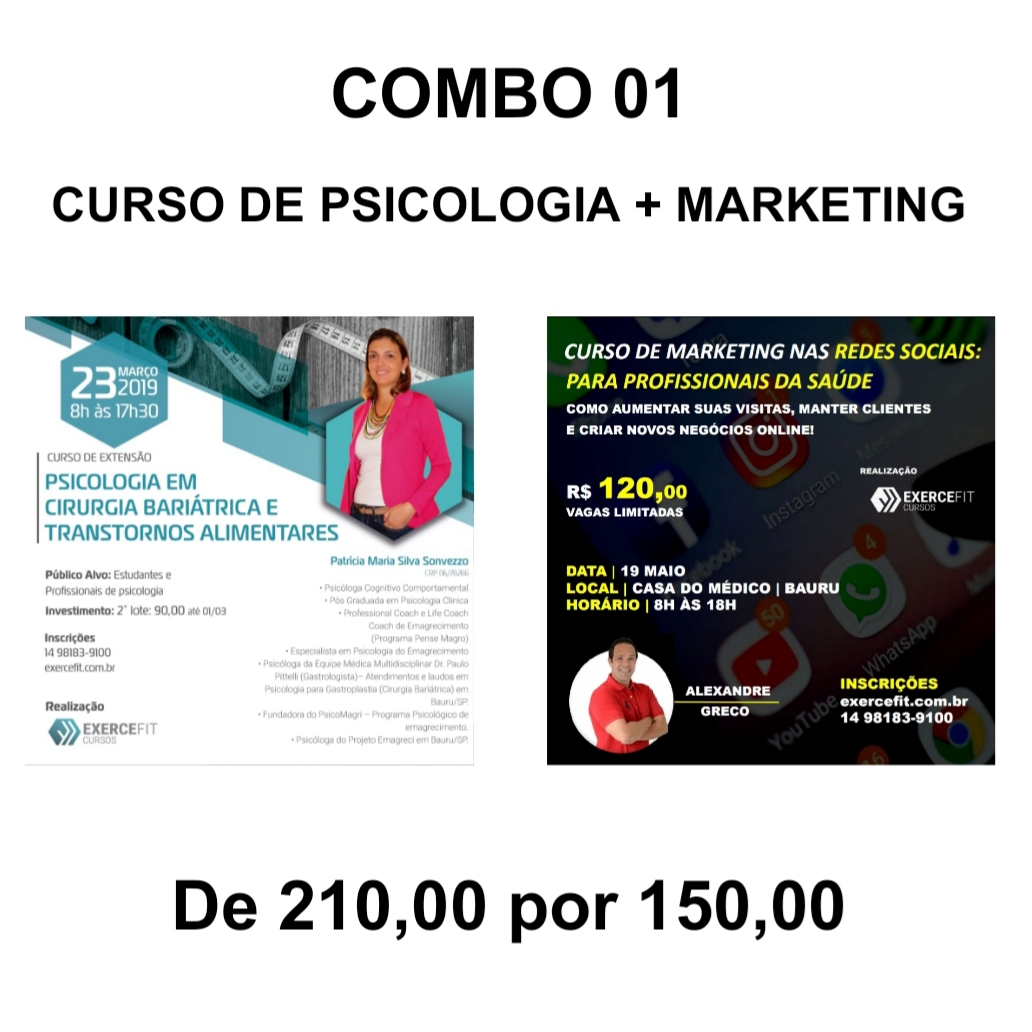 COMBO 01
CURSO DE PSICOLOGIA + MARKETING
23 MARÇO 2019
8h às 17h30
CURSO DE EXTENSÃO
PSICOLOGIA EM
CIRURGIA BARIÁTRICA E
TRANSTORNOS ALIMENTARES
Público Alvo: Estudantes e
Profissionais de psicologia
Investimento: 2° lote: 90,00 até 01/03
Inscrições
14 98183-9100
exercefit.com.br
Realização
EXERCEFIT
CURSOS
Patrícia Maria Silva Sonvezzo
CRP 06/70266
• Psicóloga Cognitivo Comportamental
• Pós Graduada em Psicologia Clínica
• Professional Coach e Life Coach
Coach de Emagrecimento
(Programa Pense Magro)
• Especialista em Psicologia do Emagrecimento
• Psicóloga da Equipe Médica Multidisciplinar Dr. Paulo
Pittelli (Gastrologista)– Atendimentos e laudos em
Psicologia para Gastroplastia (Cirurgia Bariátrica) em
Bauru/SP.
• Fundadora do PsicoMagri – Programa Psicológico de
emagrecimento.
• Psicóloga do Projeto Emagreci em Bauru/SP.
CURSO DE MARKETING NAS REDES SOCIAIS:
PARA PROFISSIONAIS DA SAÚDE
COMO AUMENTAR SUAS VISITAS, MANTER CLIENTES
E CRIAR NOVOS NEGÓCIOS ONLINE!
R$ 120,00
VAGAS LIMITADAS
REALIZAÇÃO
EXERCEFIT
CURSOS
DATA | 19 MAIO
LOCAL | CASA DO MÉDICO | BAURU
HORÁRIO | 8H ÀS 18H
ALEXANDRE
GRECO
INSCRIÇÕES
exercefit.com.br
14 98183-9100
Instagram
WhatsApp
YouTube
4
50
De 210,00 por 150,00